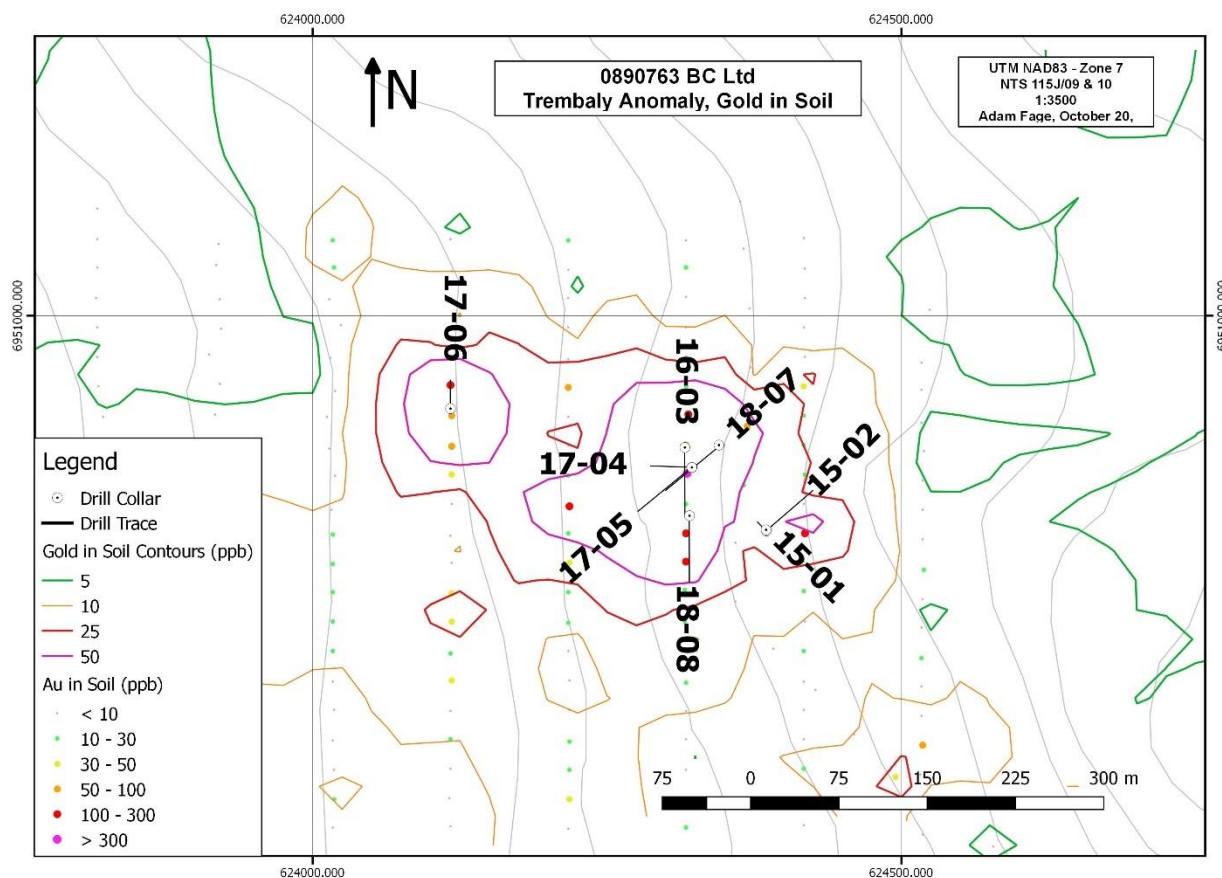 624000.000
624500.000
N
0890763 BC Ltd
Trembaly Anomaly, Gold in Soil
UTM NAD83 - Zone 7
NTS 115J/09 & 10
1:3500
Adam Fage, October 20,
6951000.000
6951000.000
17-06
16-03
18-07
17-04
15-02
17-05
15-01
18-08
Legend
Drill Collar
Drill Trace
Gold in Soil Contours (ppb)
5
10
25
50
Au in Soil (ppb)
< 10
10 - 30
30 - 50
50 - 100
100 - 300
> 300
75 0 75 150 225 300 m
624000.000
624500.000